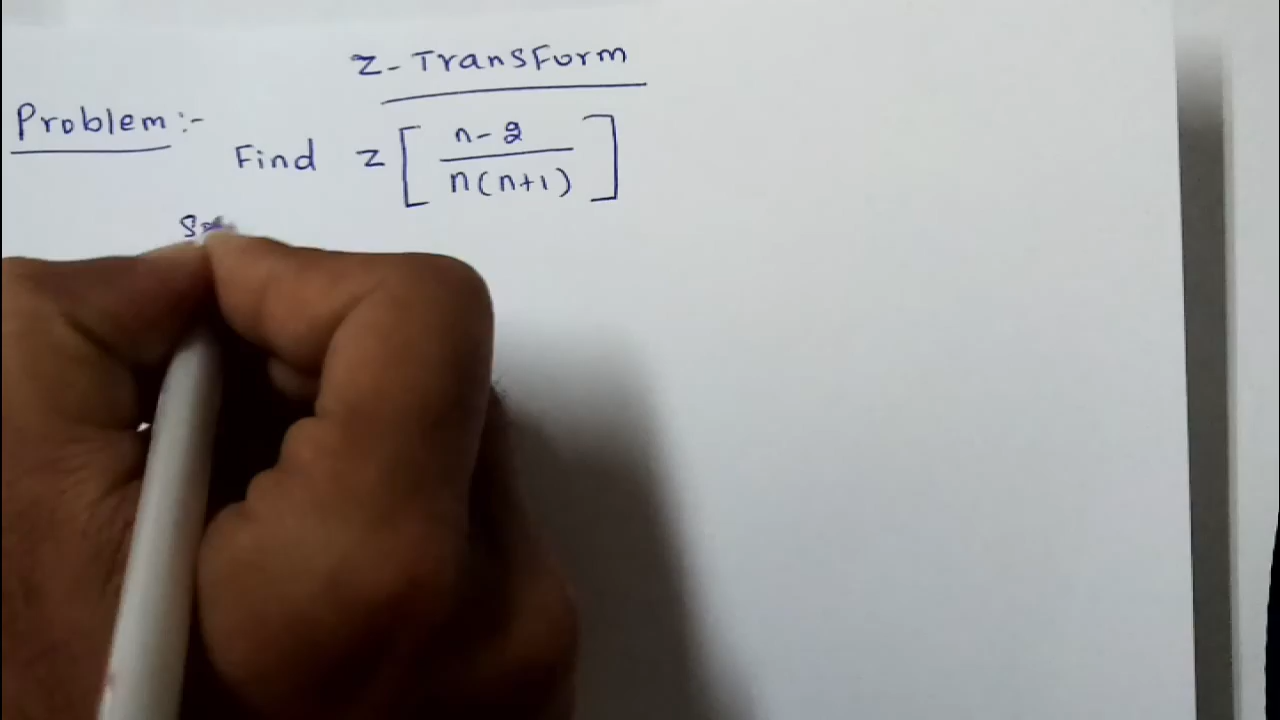 Z-Transform
Problem:-
Find Z[(n-2)/(n(n+1))]